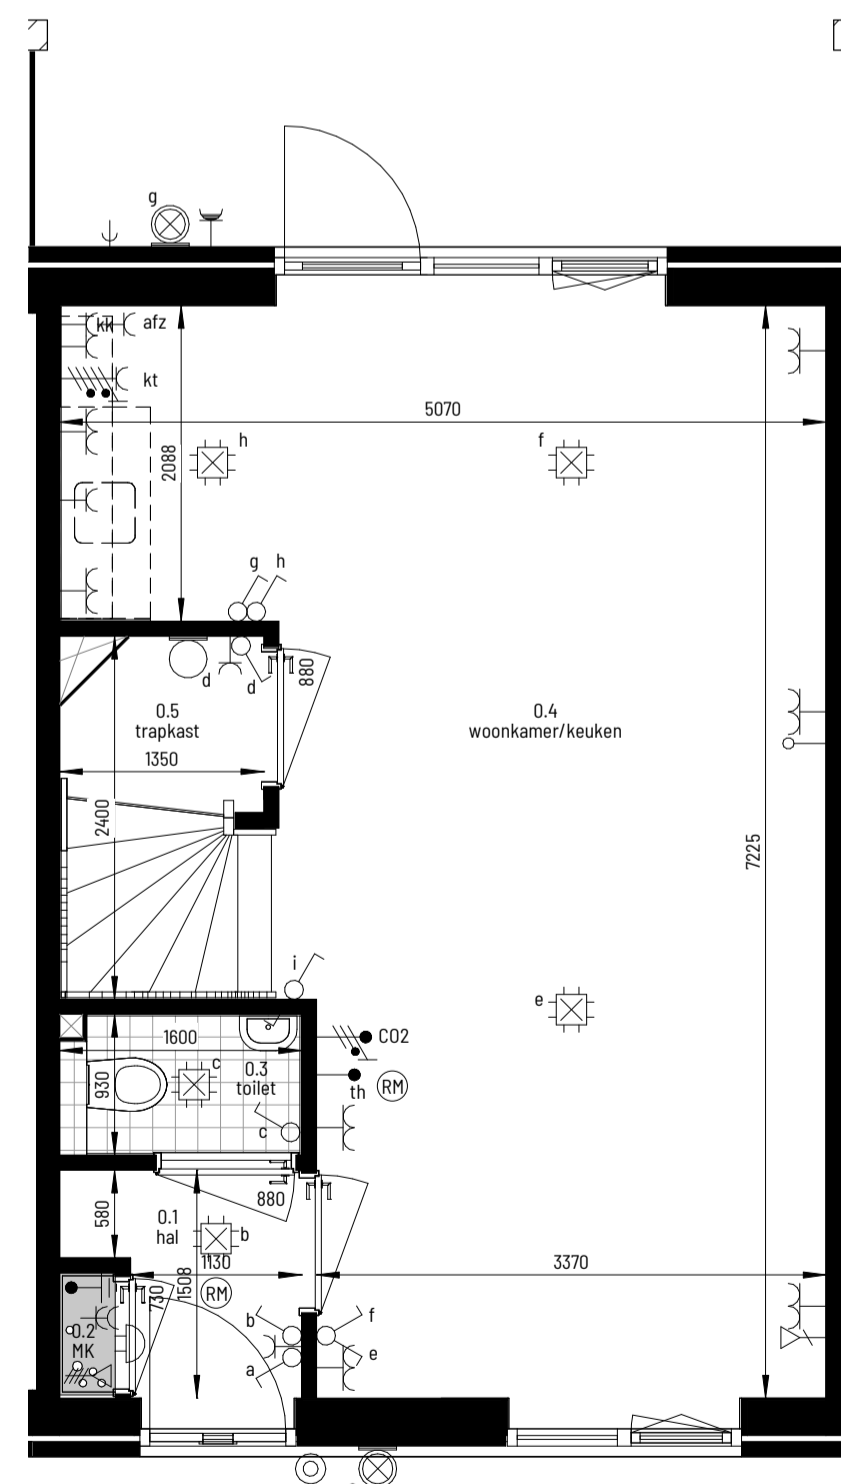 g
kk afz
kt
5070
2088
h
f
g h
880
d
d
0.5
trapkast
1350
2400
0.4
woonkamer/keuken
7225
i
e
1600
CO2
c
0.3
toilet
930
th RM
c
880
580
0.1
hal
b
1130
3370
1508
730
RM
0.2
MK
b
f
a
e